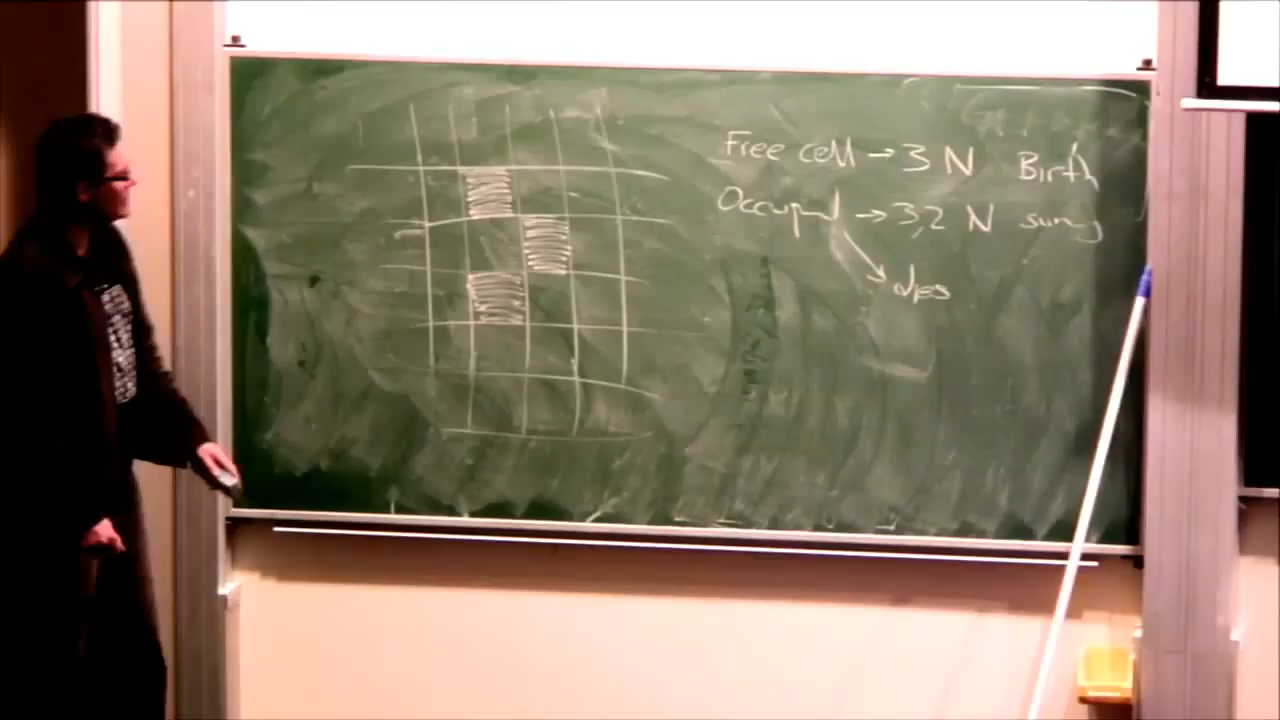 Free cell → 3 N Birth
Occupied → 3,2 N surv
→ dies